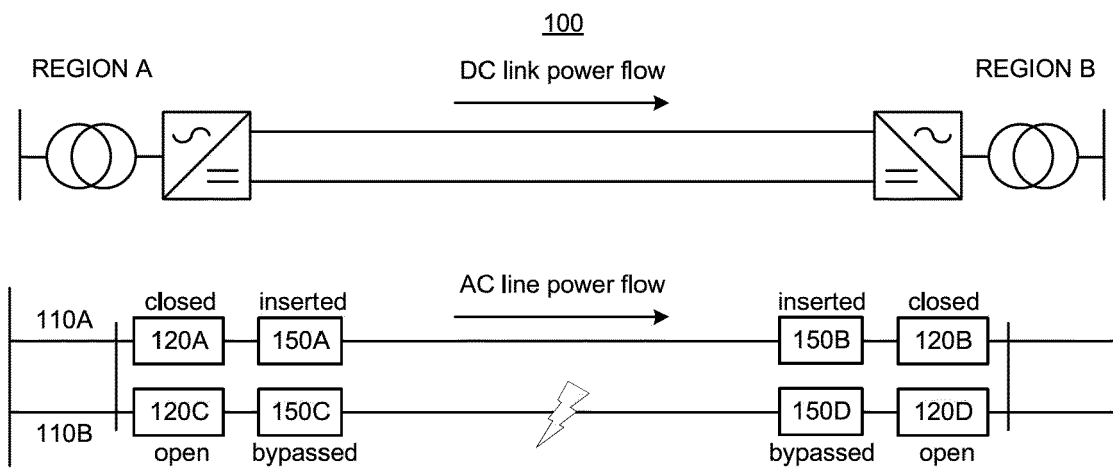 100
REGION A
DC link power flow
REGION B
AC line power flow
closed
inserted
inserted
closed
110A
120A
150A
150B
120B
120C
150C
150D
120D
110B
open
bypassed
bypassed
open